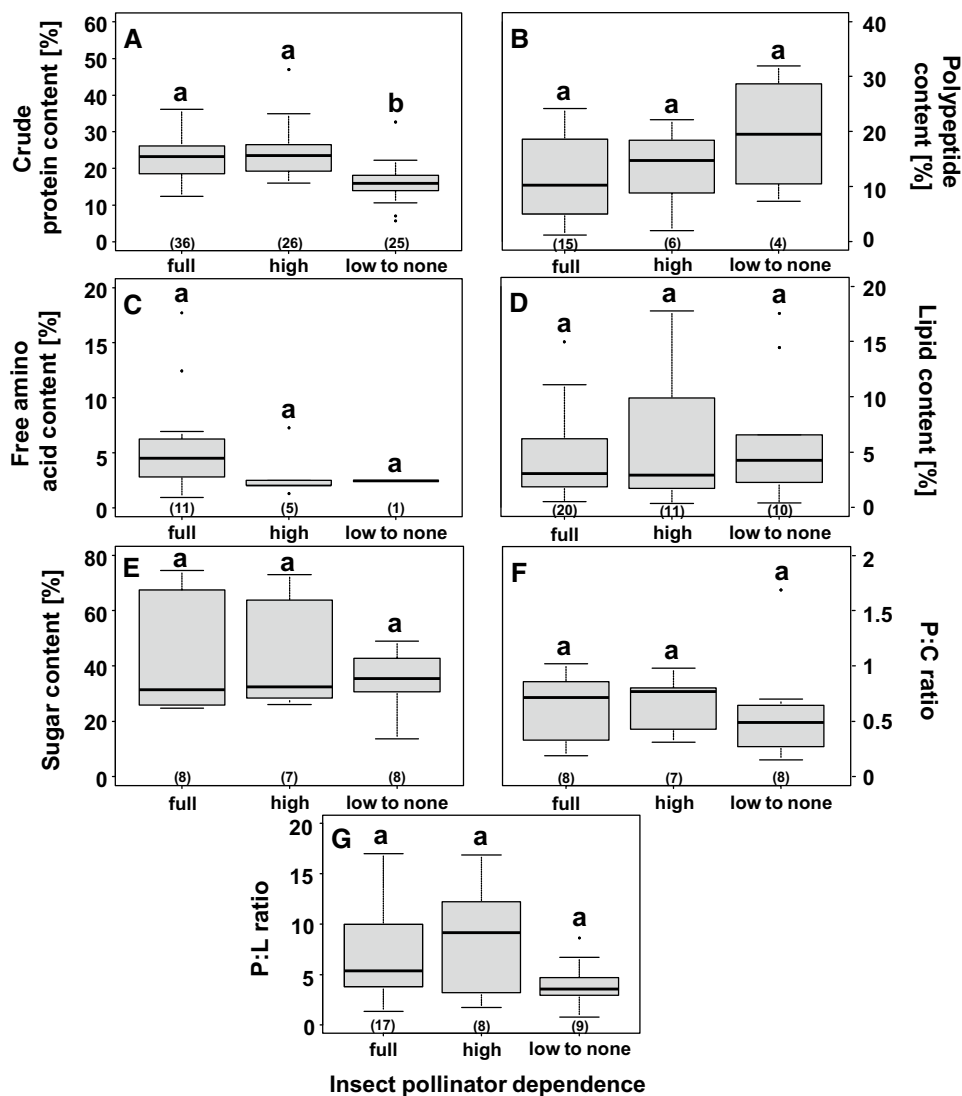 Crude protein content [%]
60
50
40
30
20
10
0
A
a
a
b
(36)
(26)
(25)
full
high
low to none
B
a
a
a
(15)
(6)
(4)
full
high
low to none
40
30
20
10
0
Polypeptide content [%]
Free amino acid content [%]
20
15
10
5
0
C
a
a
a
(11)
(5)
(1)
full
high
low to none
D
a
a
a
(20)
(11)
(10)
full
high
low to none
20
15
10
5
0
Lipid content [%]
Sugar content [%]
80
60
40
20
0
E
a
a
a
(8)
(7)
(8)
full
high
low to none
F
a
a
a
(8)
(7)
(8)
full
high
low to none
2
1.5
1
0.5
0
P:C ratio
P:L ratio
20
15
10
5
0
G
a
a
a
(17)
(8)
(9)
full
high
low to none
Insect pollinator dependence